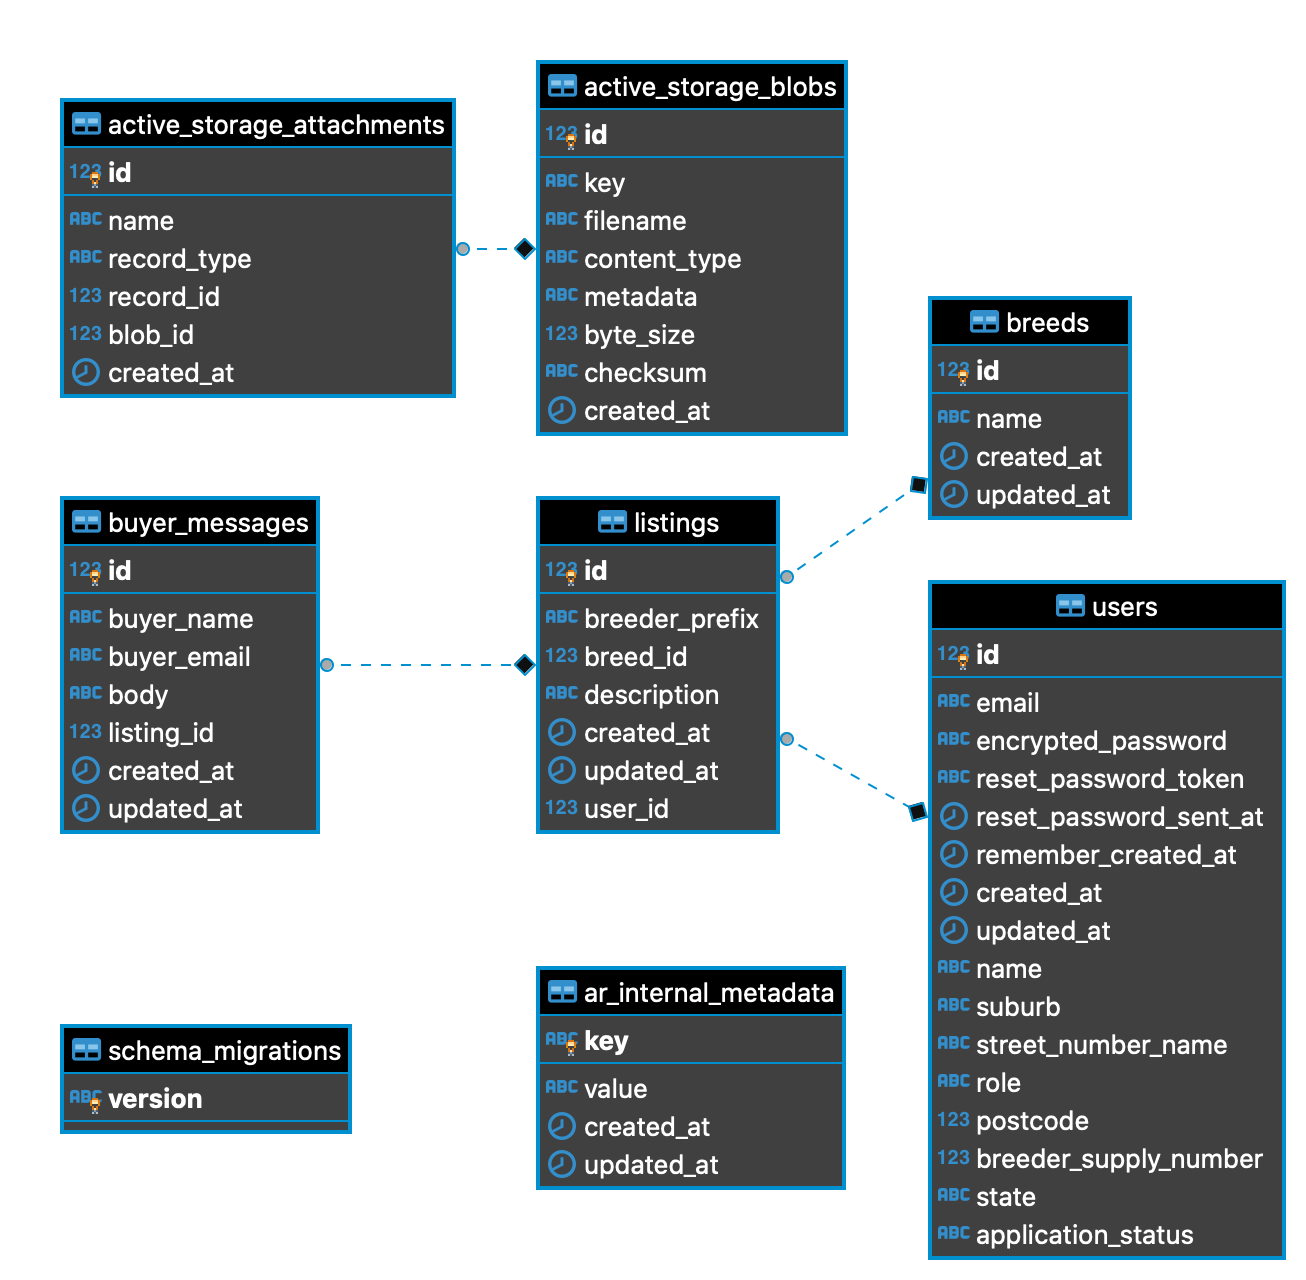 active_storage_attachments
123 id
ABC name
ABC record_type
123 record_id
123 blob_id
created_at
active_storage_blobs
123 id
ABC key
ABC filename
ABC content_type
ABC metadata
123 byte_size
ABC checksum
created_at
breeds
123 id
ABC name
created_at
updated_at
buyer_messages
123 id
ABC buyer_name
ABC buyer_email
ABC body
123 listing_id
created_at
updated_at
listings
123 id
ABC breeder_prefix
123 breed_id
ABC description
created_at
updated_at
123 user_id
users
123 id
ABC email
ABC encrypted_password
ABC reset_password_token
reset_password_sent_at
remember_created_at
created_at
updated_at
ABC name
ABC suburb
ABC street_number_name
ABC role
123 postcode
123 breeder_supply_number
ABC state
ABC application_status
schema_migrations
ABC version
ar_internal_metadata
ABC key
ABC value
created_at
updated_at